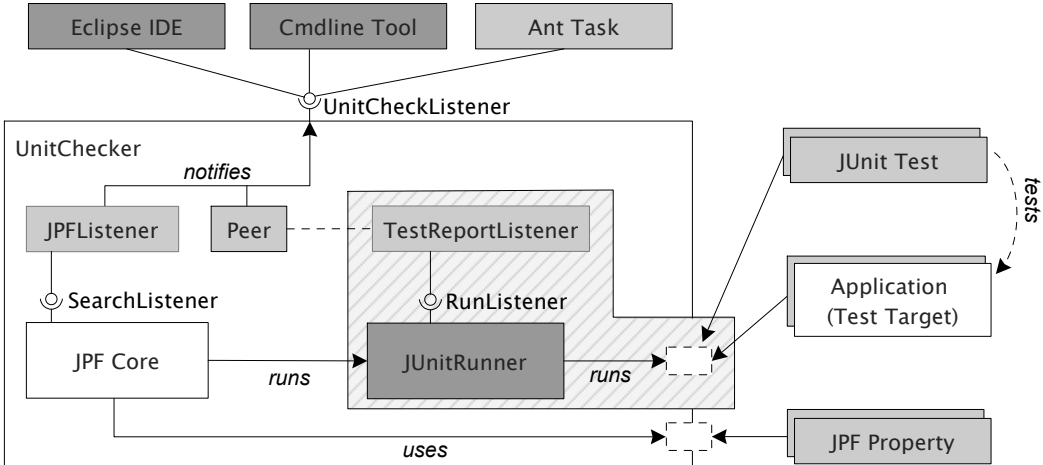 Eclipse IDE
Cmdline Tool
Ant Task
UnitCheckListener
UnitChecker
notifies
JUnit Test
tests
JPFListener
Peer
TestReportListener
SearchListener
RunListener
Application
(Test Target)
JPF Core
runs
JUnitRunner
runs
uses
JPF Property